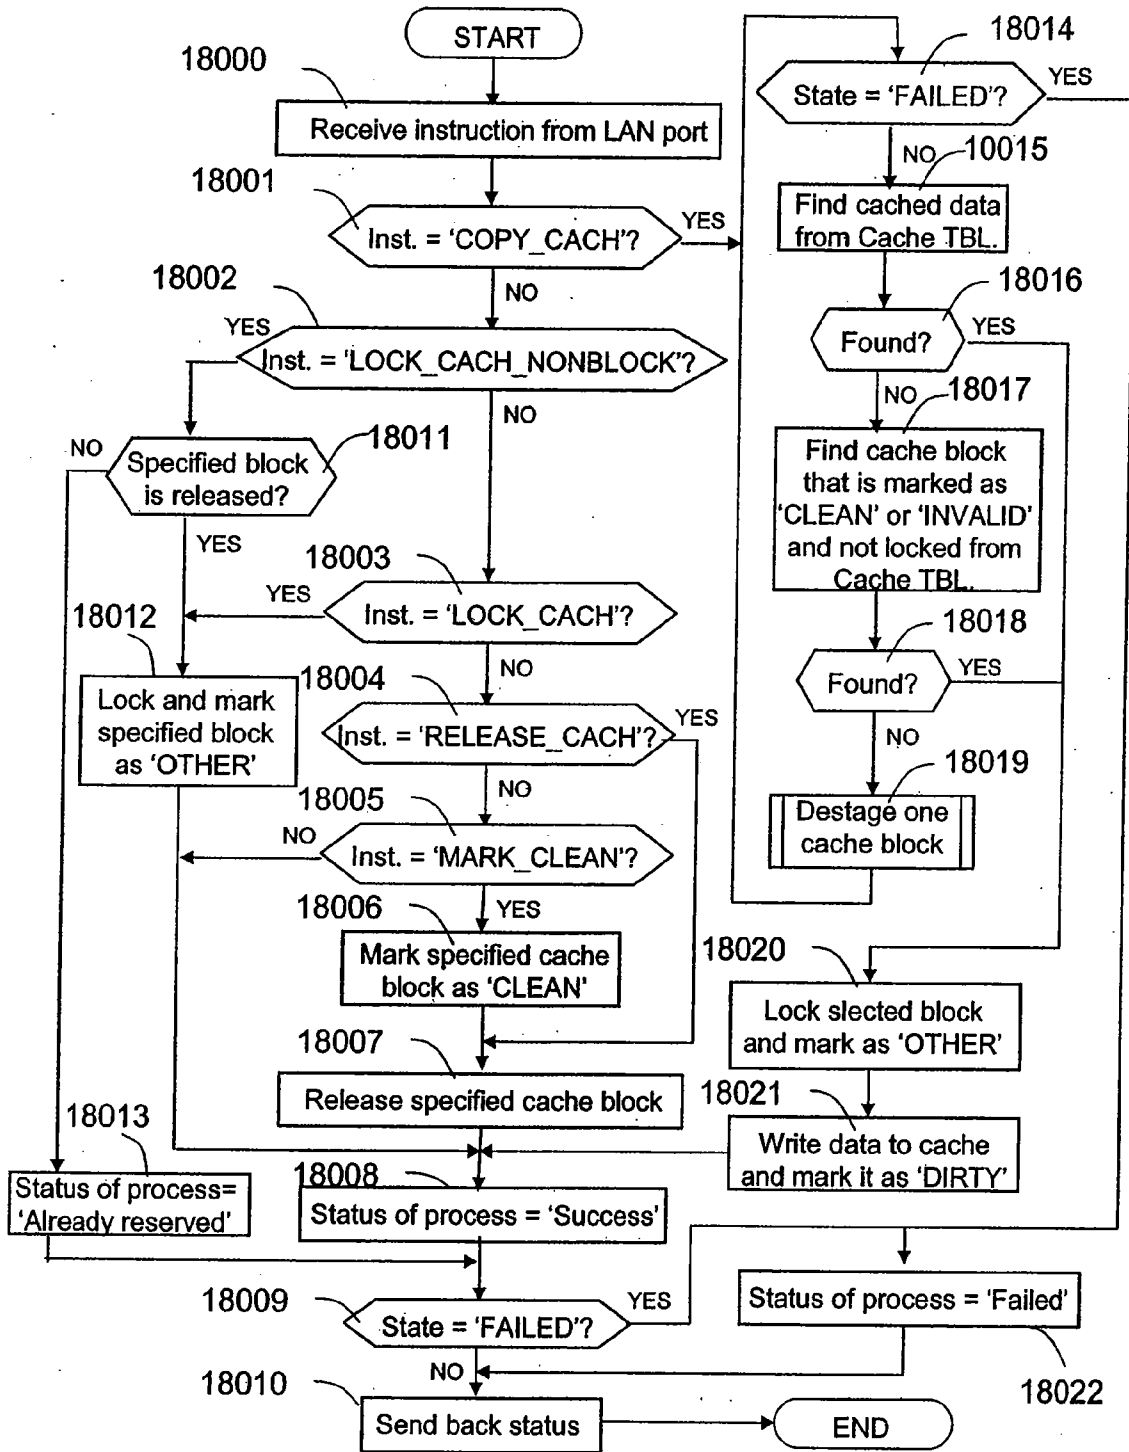 START
18000
Receive instruction from LAN port
18001
Inst. = 'COPY_CACH'?
YES
NO
18002
YES
Inst. = 'LOCK_CACH_NONBLOCK'?
NO
NO
18011
Specified block
is released?
YES
18003
YES
Inst. = 'LOCK_CACH'?
NO
18012
Lock and mark
specified block
as 'OTHER'
18004
Inst. = 'RELEASE_CACH'?
YES
NO
18005
NO
Inst. = 'MARK_CLEAN'?
YES
18006
Mark specified cache
block as 'CLEAN'
18007
Release specified cache block
18013
Status of process=
'Already reserved'
18008
Status of process = 'Success'
18009
State = 'FAILED'?
YES
NO
18010
Send back status
END
18014
State = 'FAILED'?
YES
NO
10015
Find cached data
from Cache TBL.
18016
Found?
YES
NO
18017
Find cache block
that is marked as
'CLEAN' or 'INVALID'
and not locked from
Cache TBL.
18018
Found?
YES
NO
18019
Destage one
cache block
18020
Lock slected block
and mark as 'OTHER'
18021
Write data to cache
and mark it as 'DIRTY'
Status of process = 'Failed'
18022